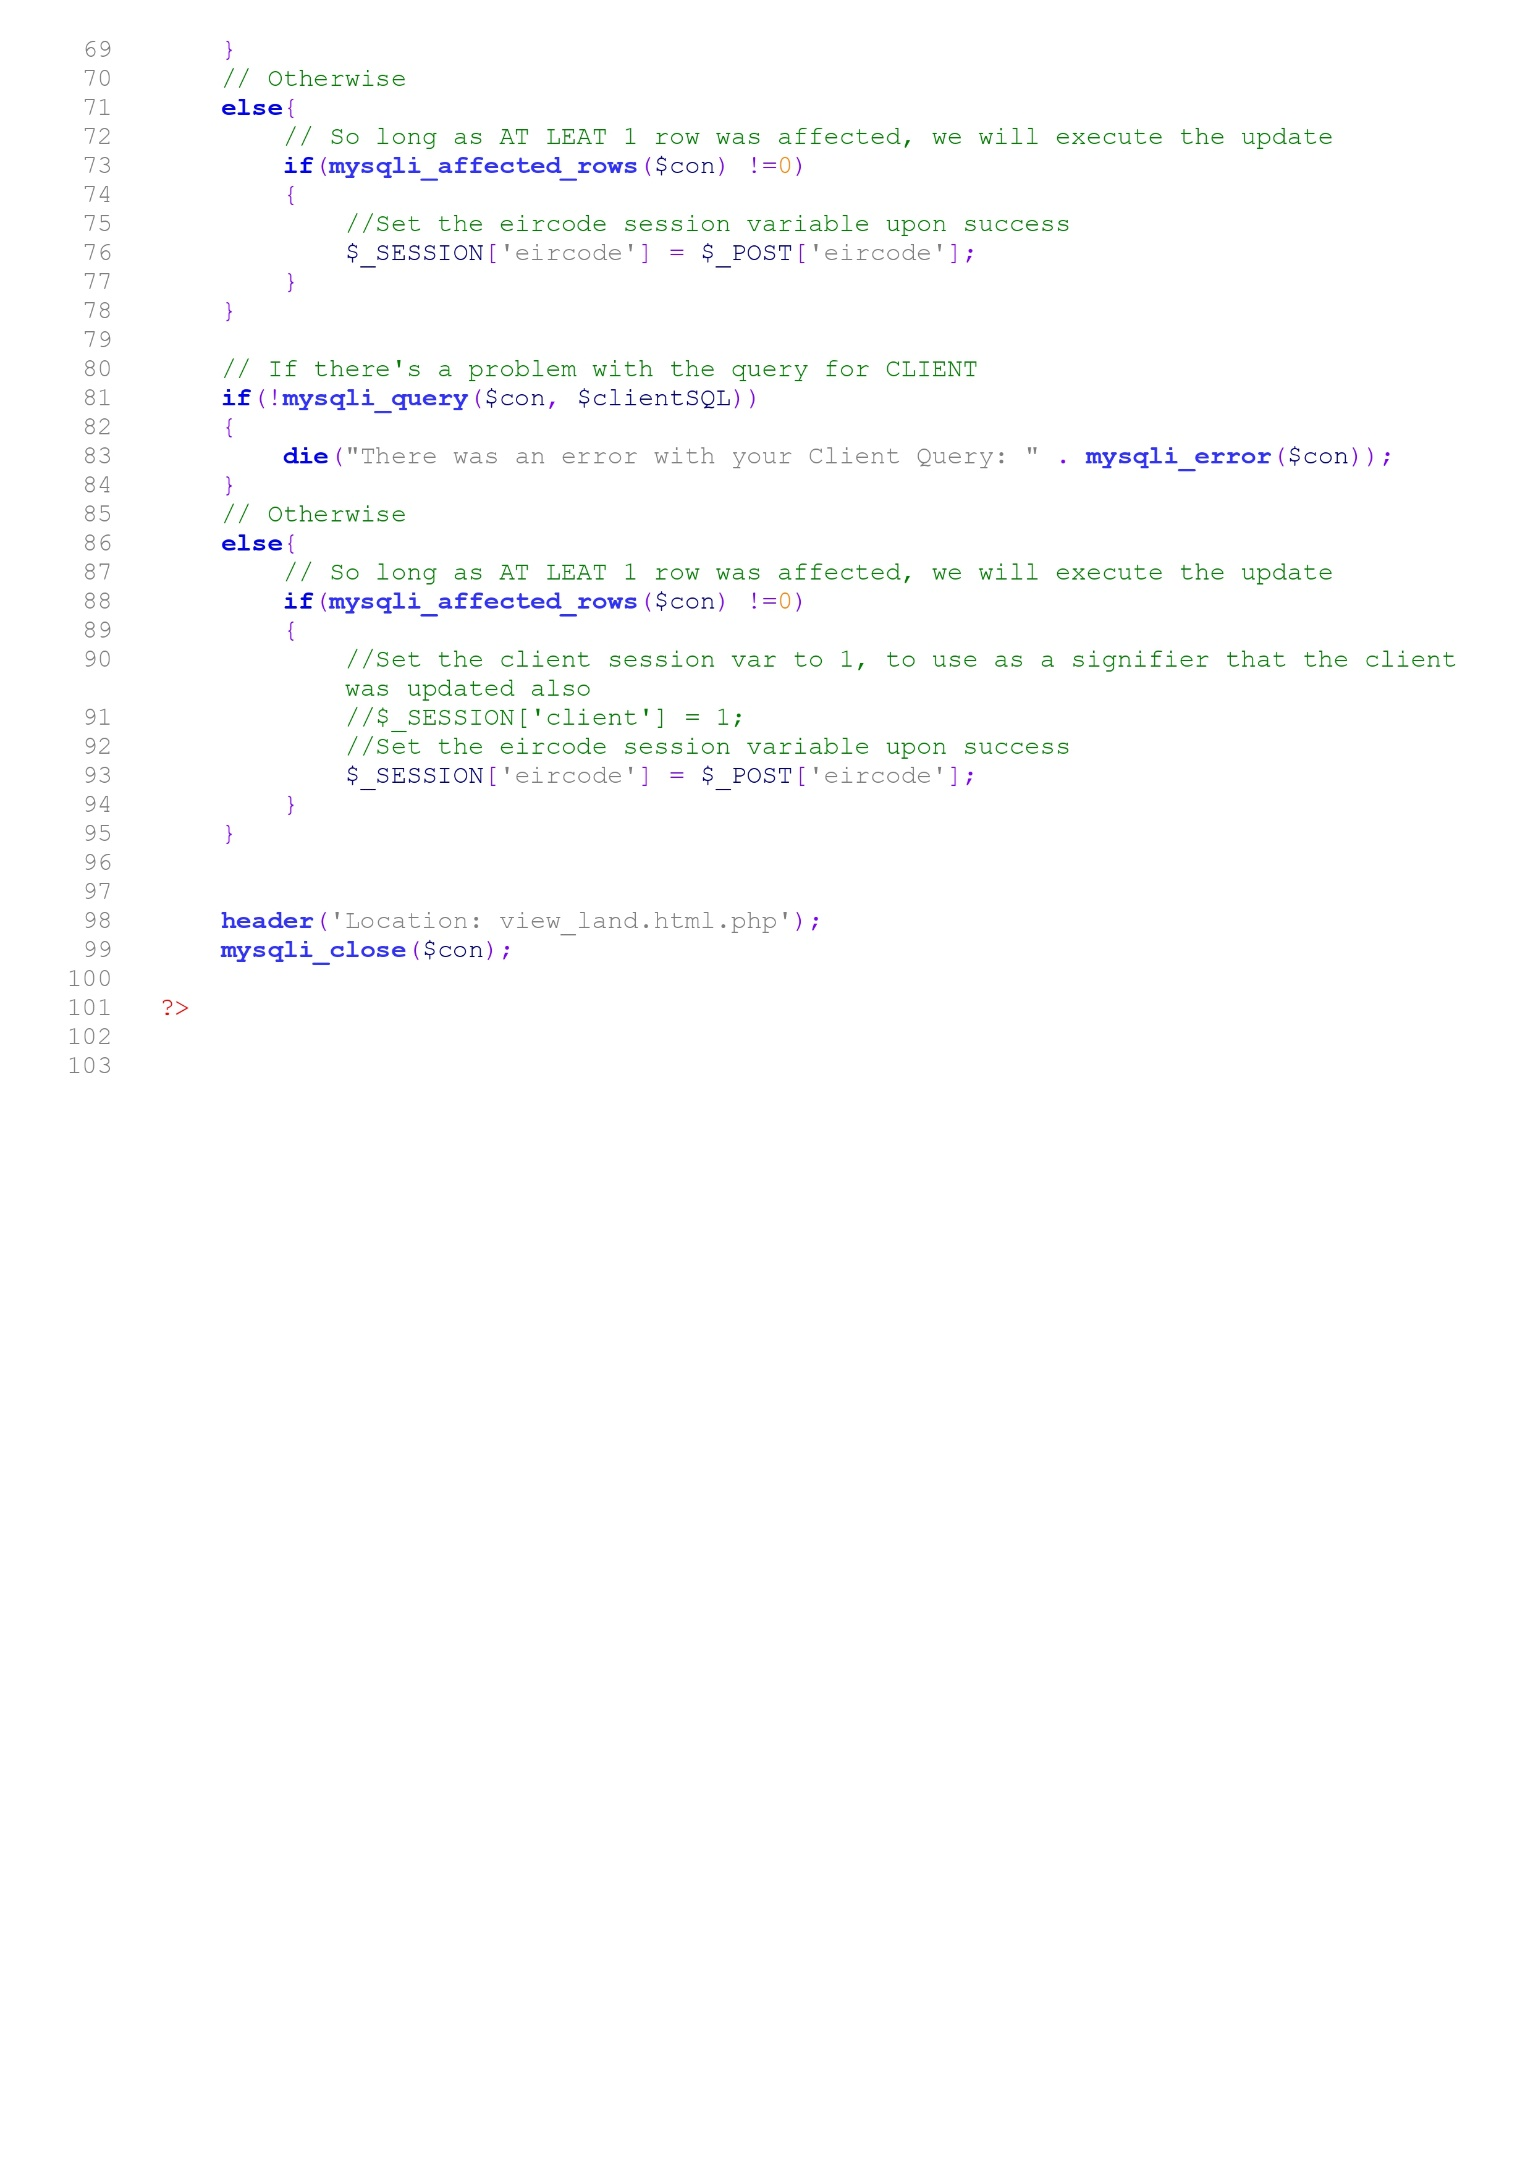 69 }
70 // Otherwise
71 else{
72 // So long as AT LEAT 1 row was affected, we will execute the update
73 if(mysqli_affected_rows($con) !=0)
74 {
75 //Set the eircode session variable upon success
76 $_SESSION['eircode'] = $_POST['eircode'];
77 }
78 }
79
80 // If there's a problem with the query for CLIENT
81 if(!mysqli_query($con, $clientSQL))
82 {
83 die("There was an error with your Client Query: " . mysqli_error($con));
84 }
85 // Otherwise
86 else{
87 // So long as AT LEAT 1 row was affected, we will execute the update
88 if(mysqli_affected_rows($con) !=0)
89 {
90 //Set the client session var to 1, to use as a signifier that the client
was updated also
91 //$_SESSION['client'] = 1;
92 //Set the eircode session variable upon success
93 $_SESSION['eircode'] = $_POST['eircode'];
94 }
95 }
96
97
98 header('Location: view_land.html.php');
99 mysqli_close($con);
100
101 ?>
102
103